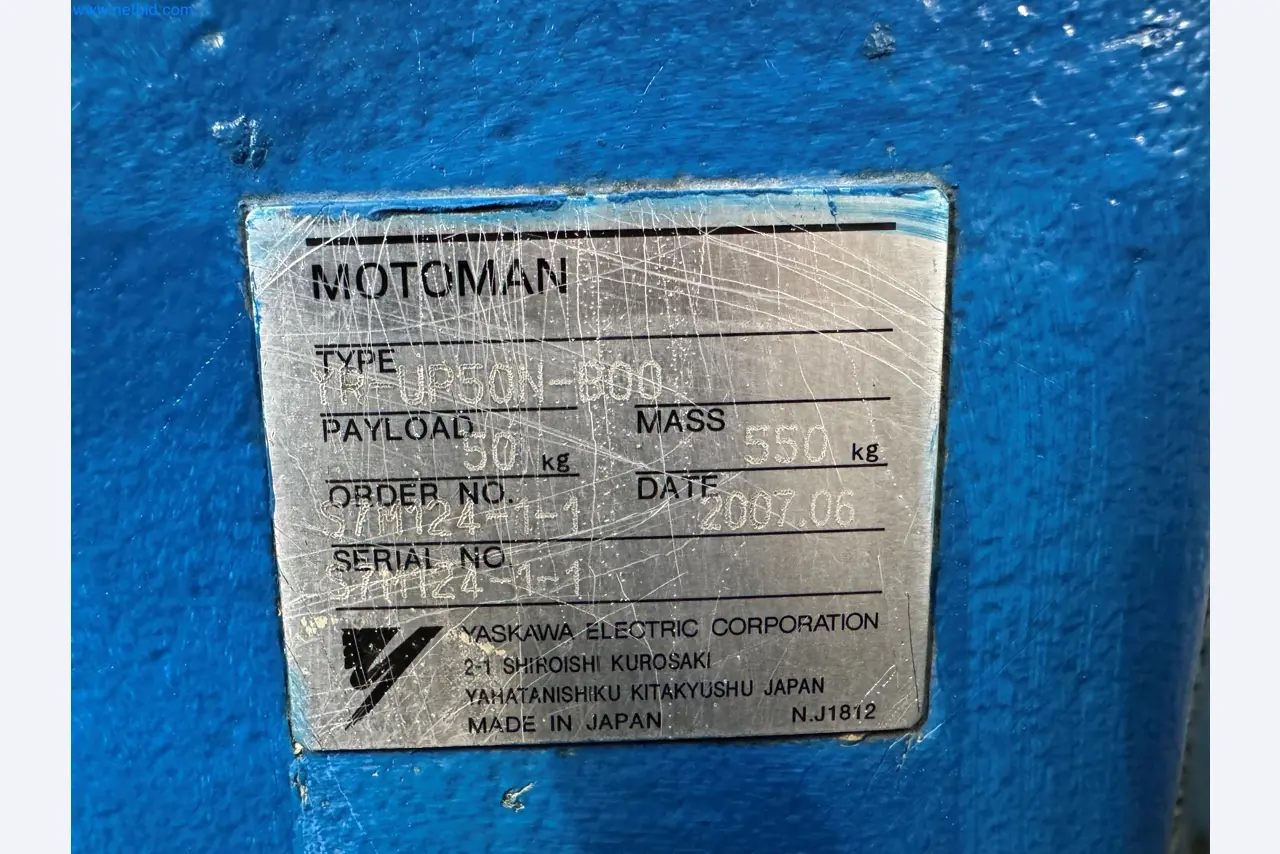 www.netbid.com
MOTOMAN
TYPE
YR-UP50N-B00
PAYLOAD 50 kg
MASS 550 kg
ORDER NO.
S7M124-1-1
DATE 2007.06
SERIAL NO
S7M124-1-1
YASKAWA ELECTRIC CORPORATION
2-1 SHIROISHI KUROSAKI
YAHATANISHIKU KITAKYUSHU JAPAN
MADE IN JAPAN N.J1812